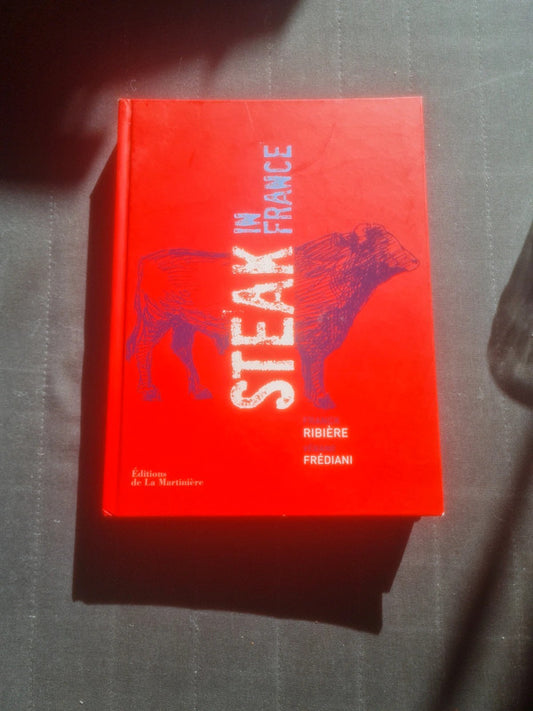 STEAK
IN
FRANCE
RIBIÈRE
FRÉDIANI
Éditions
de La Martinière